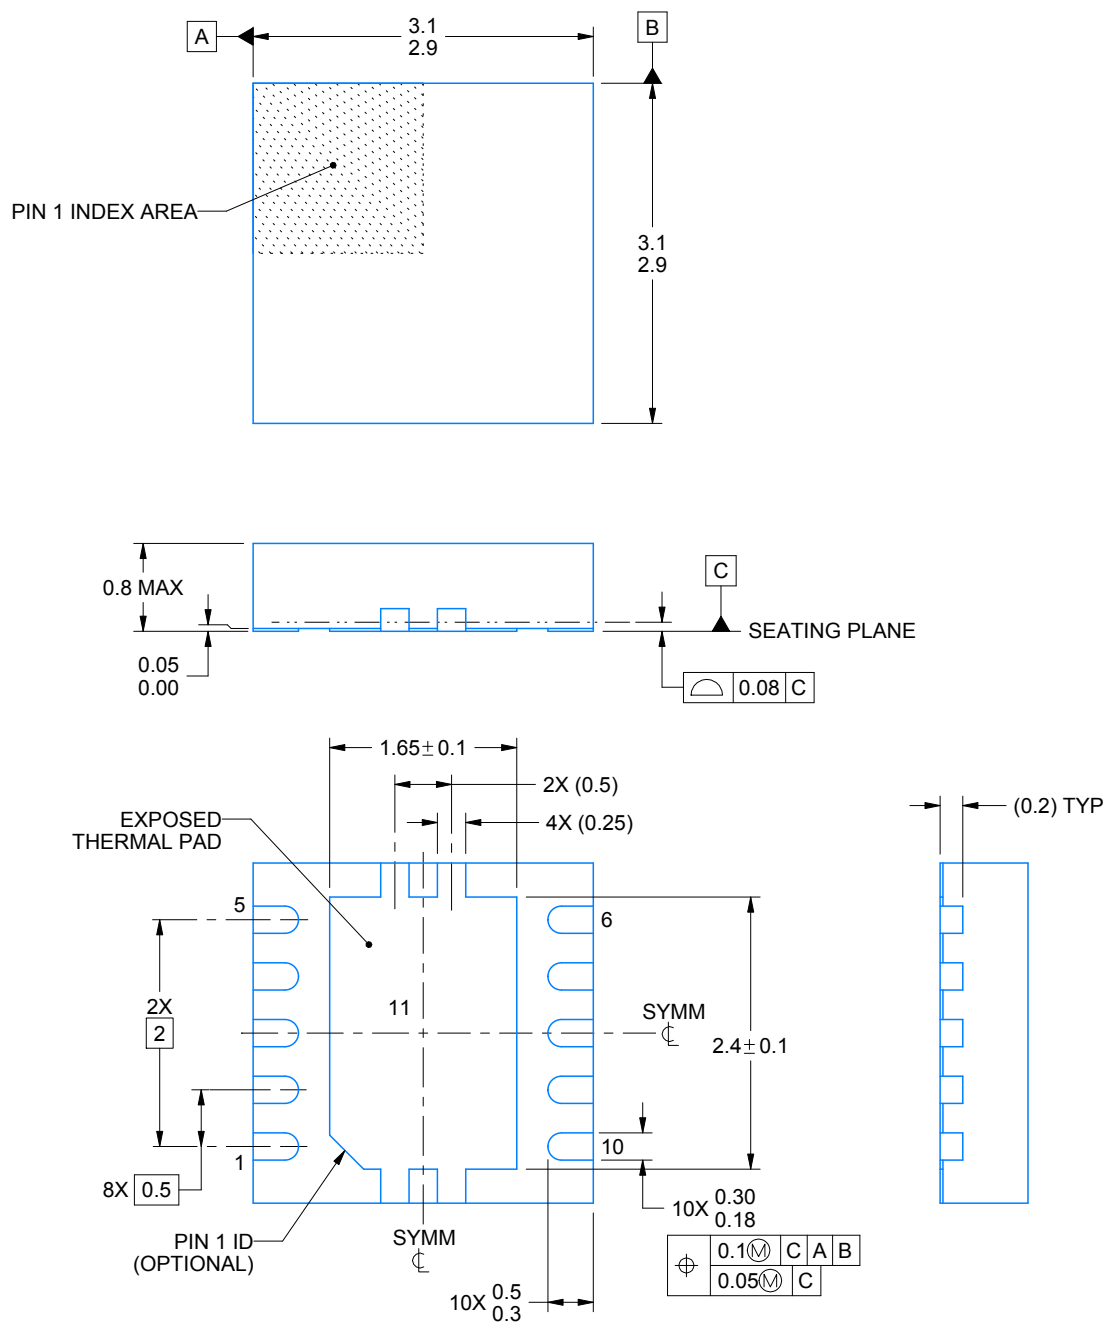 A
3.1
2.9
B
PIN 1 INDEX AREA
3.1
2.9
0.8 MAX
C
SEATING PLANE
0.05
0.00
0.08 C
1.65± 0.1
2X (0.5)
4X (0.25)
(0.2) TYP
EXPOSED
THERMAL PAD
5
6
2X
2
11
SYMM
℄
2.4± 0.1
1
10
8X 0.5
10X 0.30
0.18
PIN 1 ID
(OPTIONAL)
SYMM
℄
0.1Ⓜ C A B
0.05Ⓜ C
10X 0.5
0.3